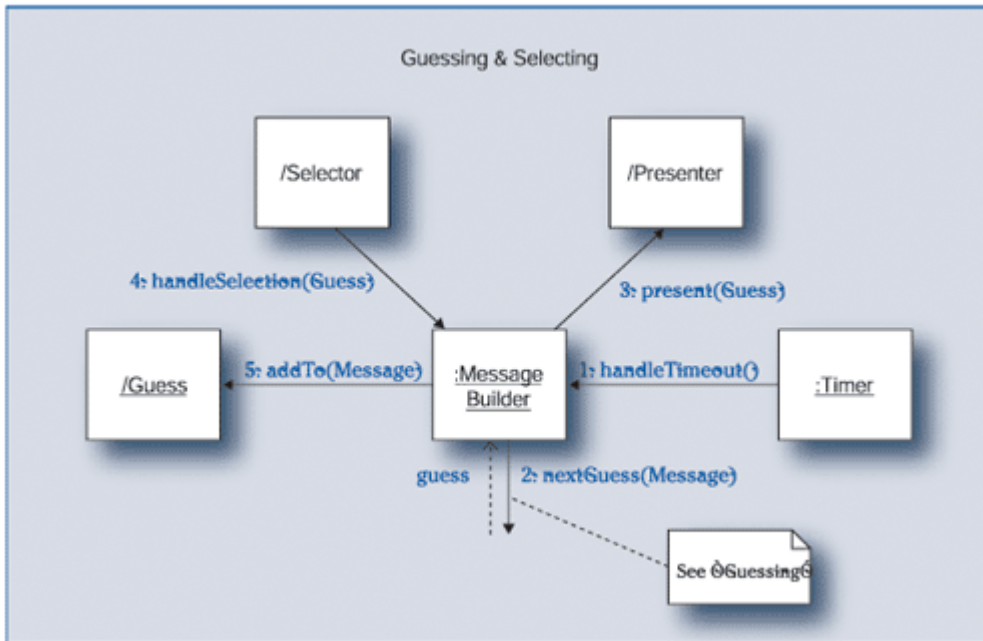 Guessing & Selecting
/Selector
/Presenter
4: handleSelection(Guess)
3: present(Guess)
/Guess
5: addTo(Message)
:Message
Builder
1: handleTimeout()
:Timer
guess
2: nextGuess(Message)
See ÒGuessingÓ